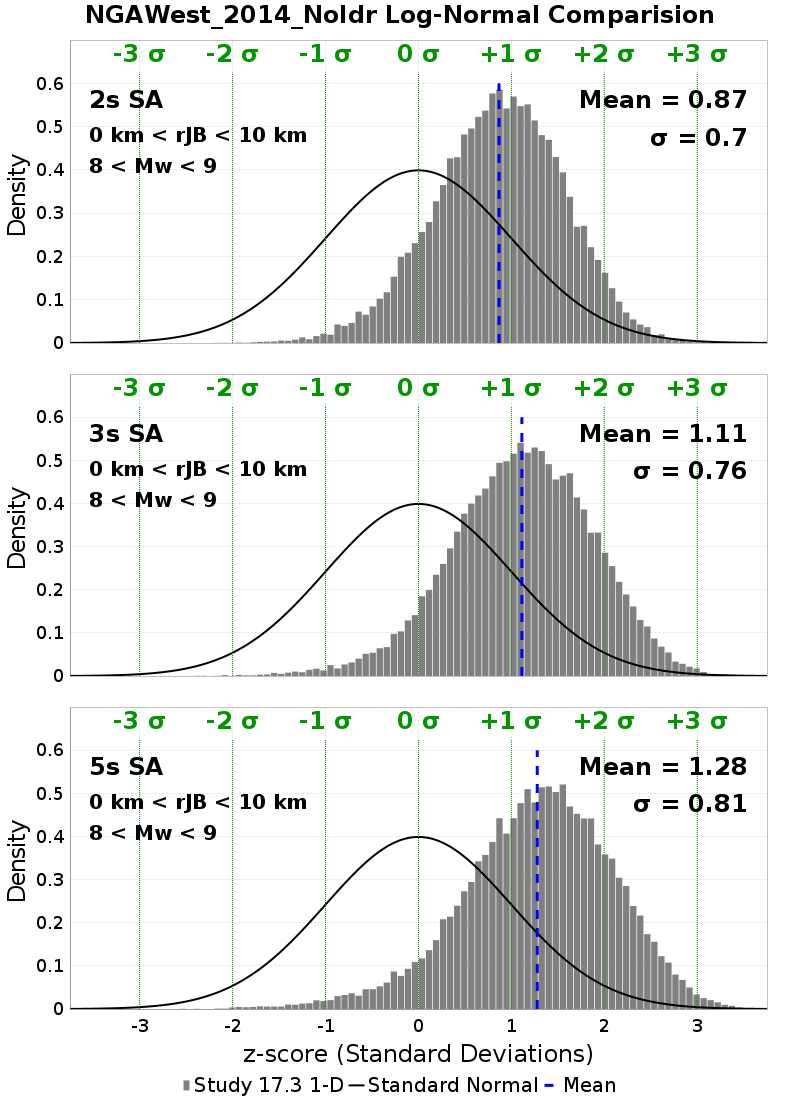 NGAWest_2014_NoIdr Log-Normal Comparision
-3 σ -2 σ -1 σ 0 σ +1 σ +2 σ +3 σ
0.6
2s SA
Mean = 0.87
0.5
0 km < rJB < 10 km
σ = 0.7
0.4
8 < Mw < 9
Density
0.3
0.2
0.1
0
-3 σ -2 σ -1 σ 0 σ +1 σ +2 σ +3 σ
0.6
3s SA
Mean = 1.11
0.5
0 km < rJB < 10 km
σ = 0.76
0.4
8 < Mw < 9
Density
0.3
0.2
0.1
0
-3 σ -2 σ -1 σ 0 σ +1 σ +2 σ +3 σ
0.6
5s SA
Mean = 1.28
0.5
0 km < rJB < 10 km
σ = 0.81
0.4
8 < Mw < 9
Density
0.3
0.2
0.1
0
-3 -2 -1 0 1 2 3
z-score (Standard Deviations)
Study 17.3 1-D Standard Normal Mean